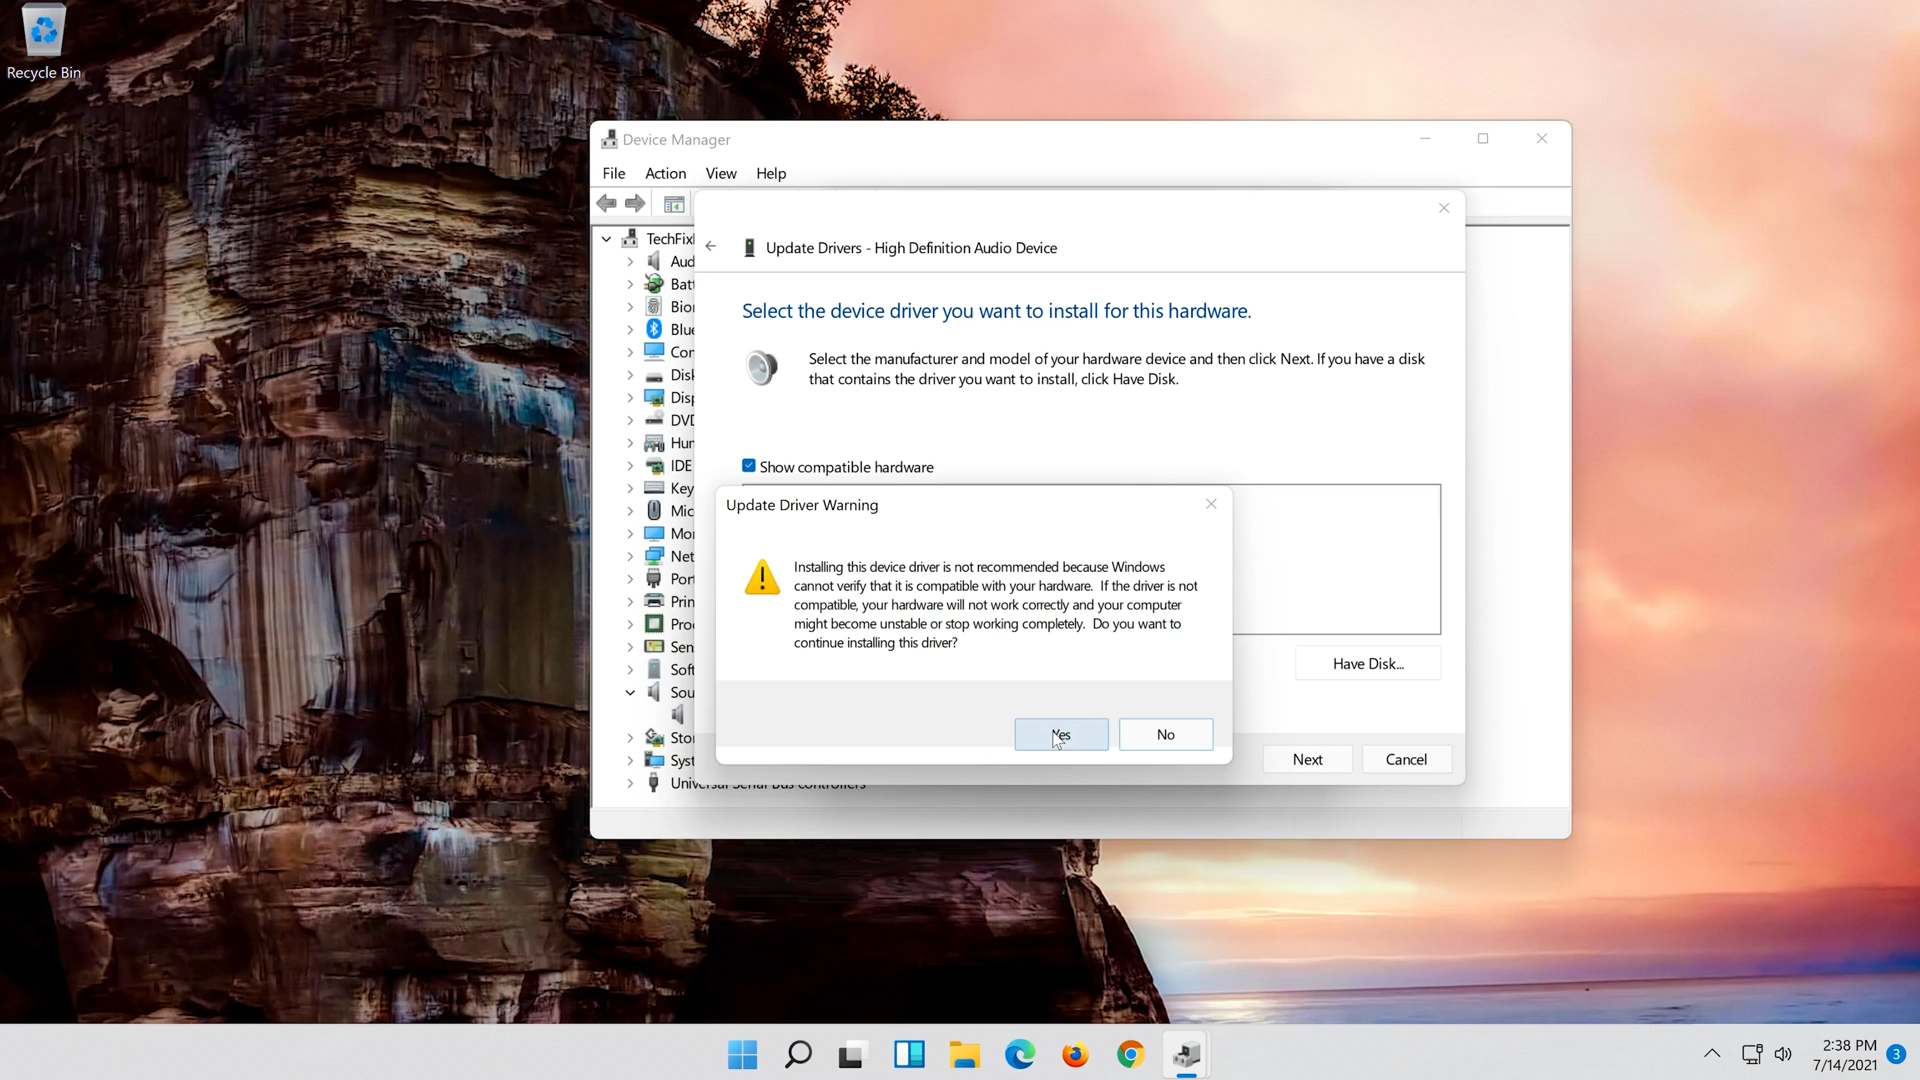 Recycle Bin
Device Manager
File Action View Help
TechFix
Aud
Batt
Bior
Blue
Com
Disk
Disp
DVD
Hum
IDE
Key
Mic
Mon
Net
Port
Prin
Proc
Sen
Soft
Sou
Stor
Syst
Universal Serial Bus controllers
Update Drivers - High Definition Audio Device
Select the device driver you want to install for this hardware.
Select the manufacturer and model of your hardware device and then click Next. If you have a disk
that contains the driver you want to install, click Have Disk.
Show compatible hardware
Update Driver Warning
Installing this device driver is not recommended because Windows
cannot verify that it is compatible with your hardware. If the driver is not
compatible, your hardware will not work correctly and your computer
might become unstable or stop working completely. Do you want to
continue installing this driver?
Yes No
Have Disk...
Next Cancel
2:38 PM
7/14/2021
3